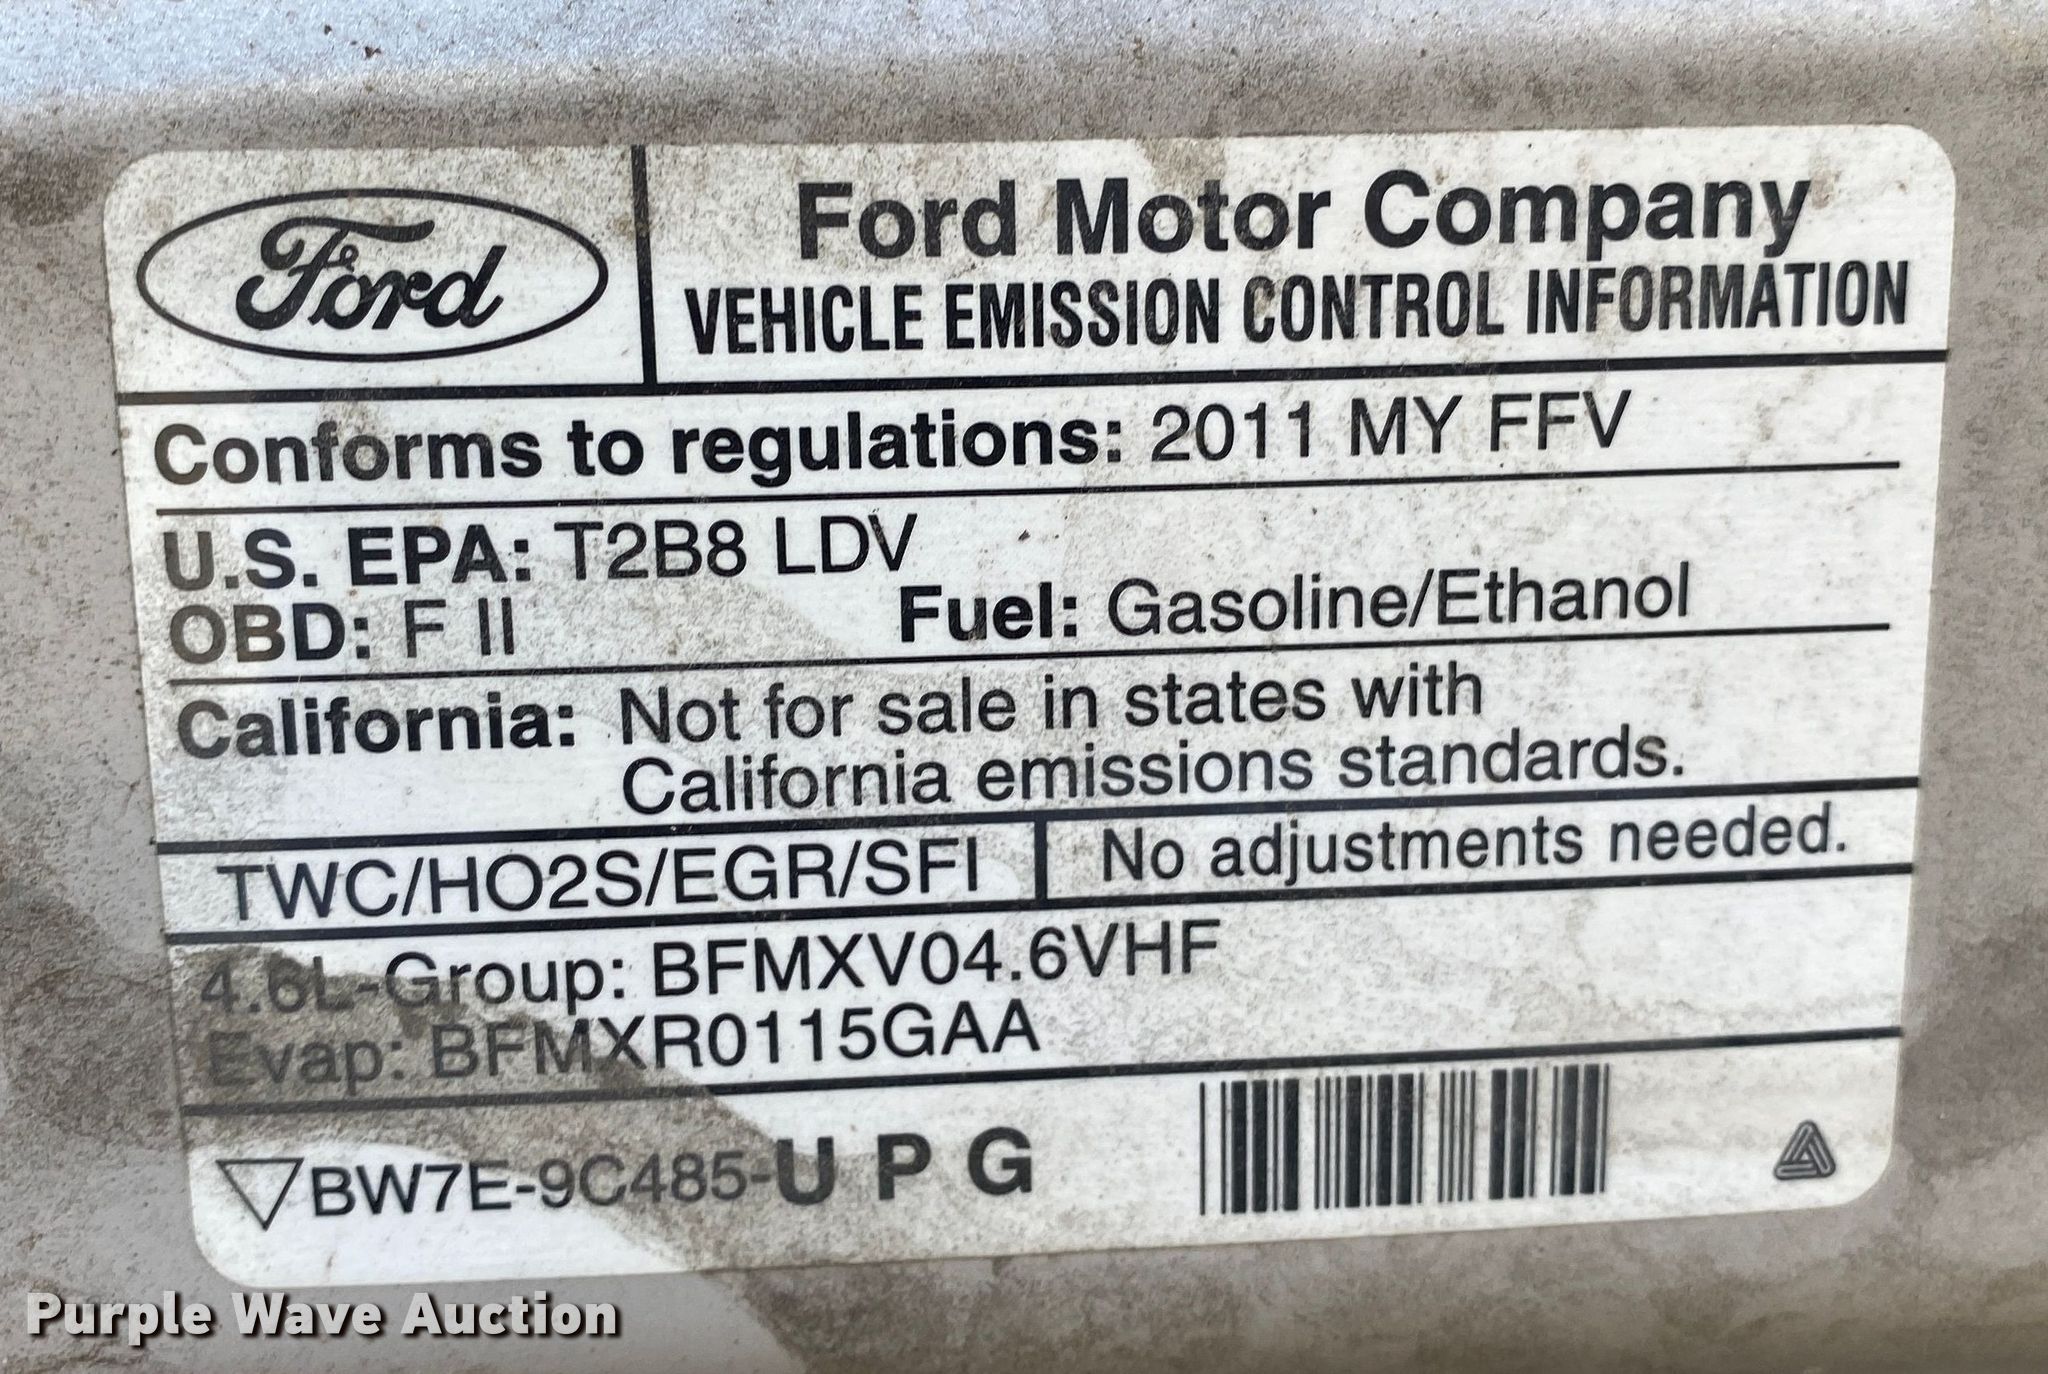 Ford
Ford Motor Company
VEHICLE EMISSION CONTROL INFORMATION
Conforms to regulations: 2011 MY FFV
U.S. EPA: T2B8 LDV
OBD: F II
Fuel: Gasoline/Ethanol
California: Not for sale in states with
California emissions standards.
TWC/HO2S/EGR/SFI
No adjustments needed.
4.6L-Group: BFMXV04.6VHF
Evap: BFMXR0115GAA
BW7E-9C485-U P G
Purple Wave Auction